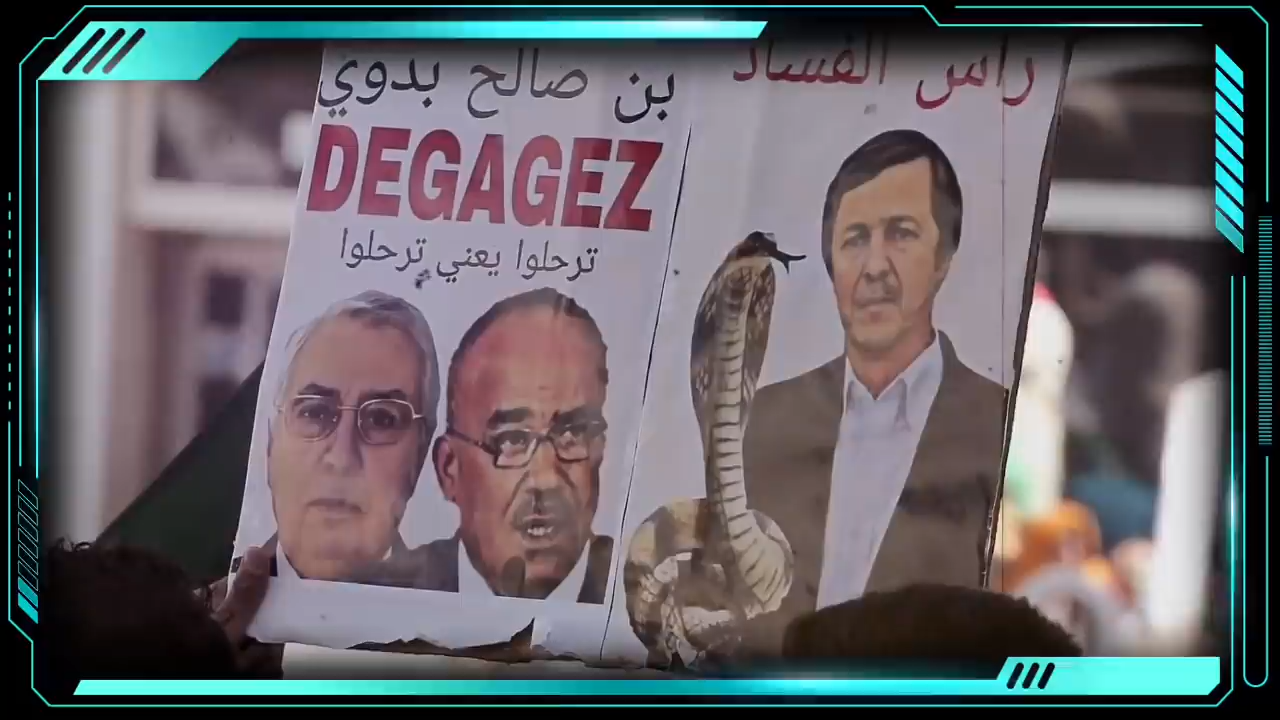 بن صالح بدوي
DEGAGEZ
ترحلوا يعني ترحلوا
راس الفساد